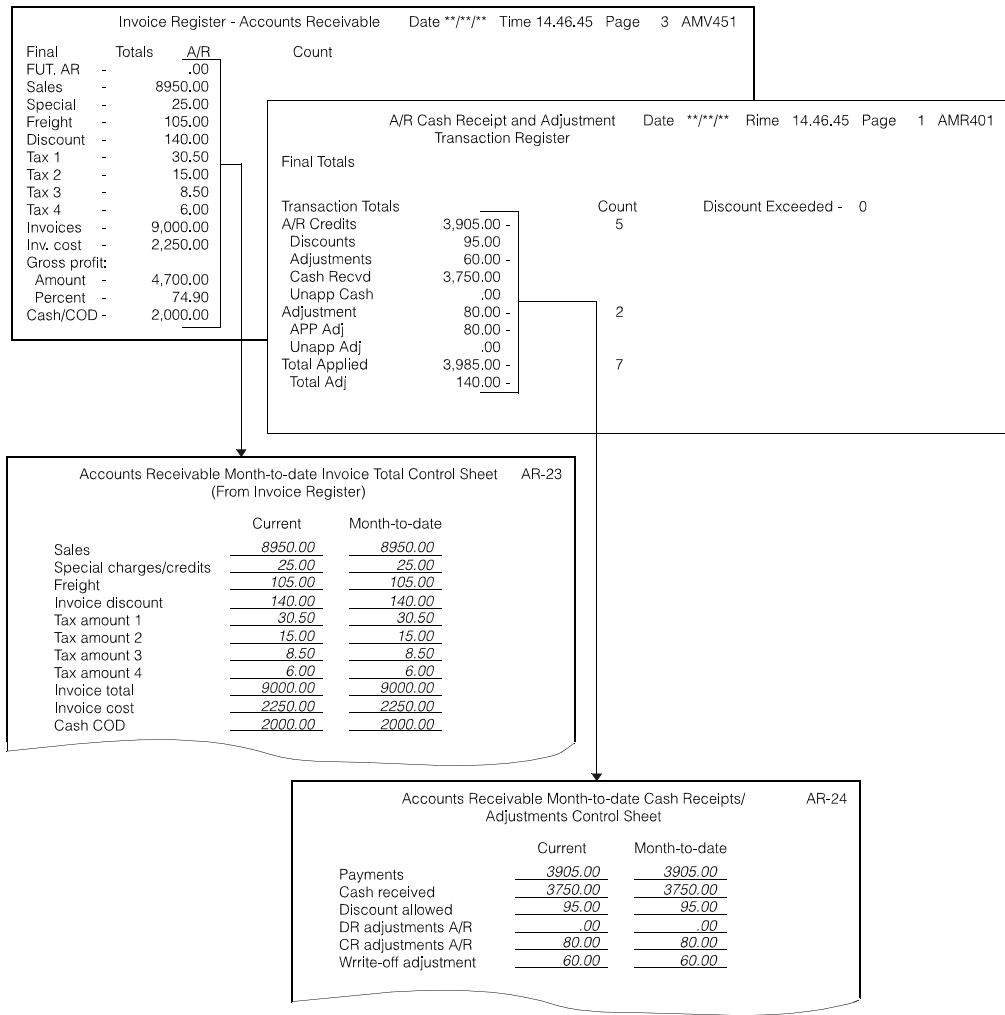 Invoice Register - Accounts Receivable Date **/**/** Time 14.46.45 Page 3 AMV451
Final Totals A/R Count
FUT. AR - .00
Sales - 8950.00
Special - 25.00
Freight - 105.00
Discount - 140.00
Tax 1 - 30.50
Tax 2 - 15.00
Tax 3 - 8.50
Tax 4 - 6.00
Invoices - 9,000.00
Inv. cost - 2,250.00
Gross profit:
Amount - 4,700.00
Percent - 74.90
Cash/COD - 2,000.00
A/R Cash Receipt and Adjustment Date **/**/** Rime 14.46.45 Page 1 AMR401
Transaction Register
Final Totals
Transaction Totals Count Discount Exceeded - 0
A/R Credits 3,905.00 - 5
Discounts 95.00
Adjustments 60.00 -
Cash Recvd 3,750.00
Unapp Cash .00
Adjustment 80.00 - 2
APP Adj 80.00 -
Unapp Adj .00
Total Applied 3,985.00 - 7
Total Adj 140.00 -
Accounts Receivable Month-to-date Invoice Total Control Sheet AR-23
(From Invoice Register)
Current Month-to-date
Sales 8950.00 8950.00
Special charges/credits 25.00 25.00
Freight 105.00 105.00
Invoice discount 140.00 140.00
Tax amount 1 30.50 30.50
Tax amount 2 15.00 15.00
Tax amount 3 8.50 8.50
Tax amount 4 6.00 6.00
Invoice total 9000.00 9000.00
Invoice cost 2250.00 2250.00
Cash COD 2000.00 2000.00
Accounts Receivable Month-to-date Cash Receipts/ AR-24
Adjustments Control Sheet
Current Month-to-date
Payments 3905.00 3905.00
Cash received 3750.00 3750.00
Discount allowed 95.00 95.00
DR adjustments A/R .00 .00
CR adjustments A/R 80.00 80.00
Wrrite-off adjustment 60.00 60.00